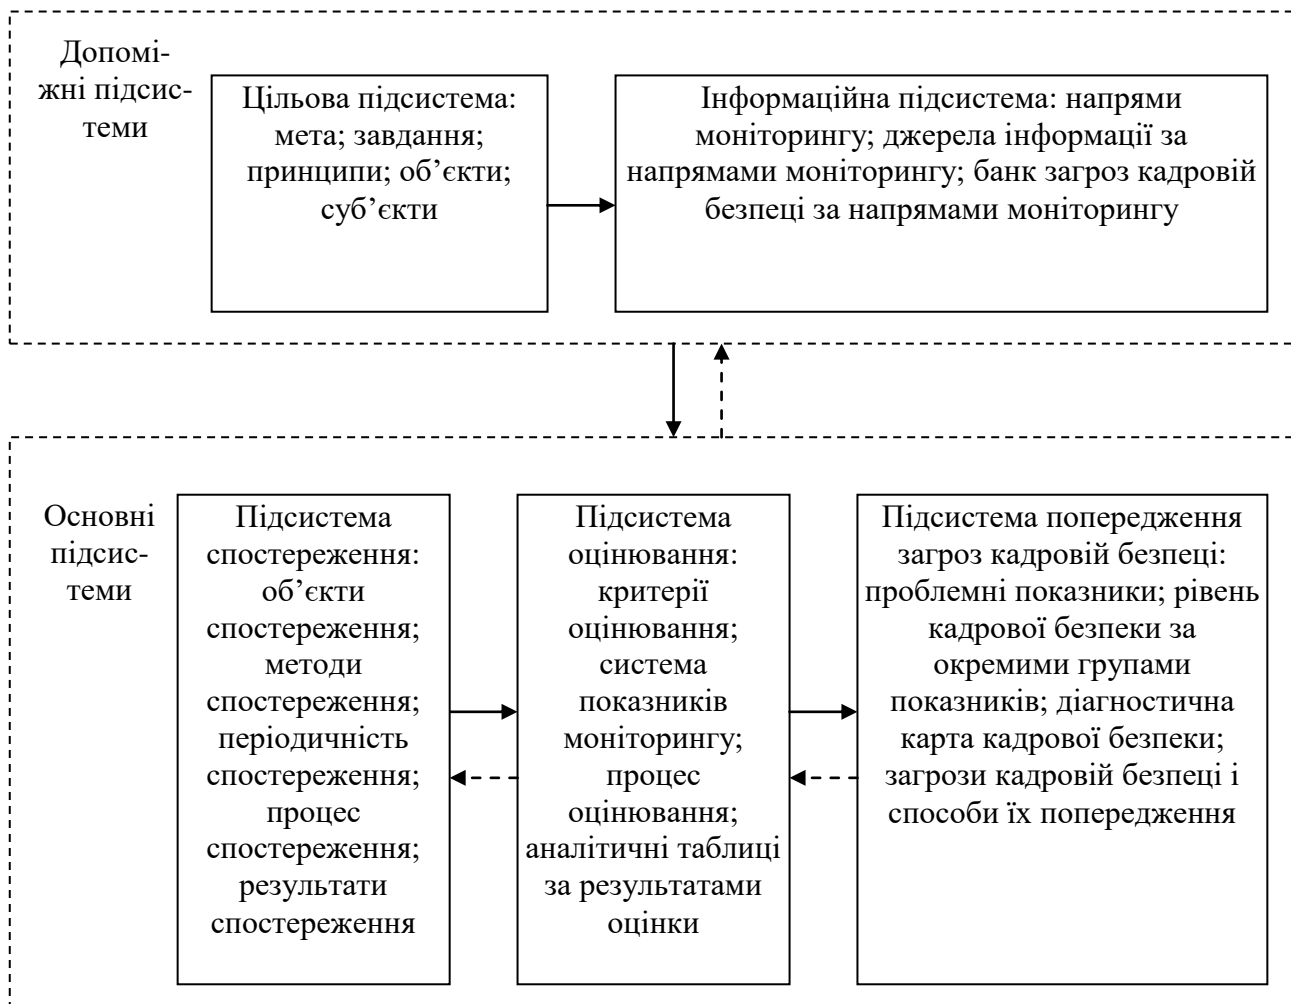 Допомі-
жні підсис-
теми
Цільова підсистема:
мета; завдання;
принципи; об’єкти;
суб’єкти
Інформаційна підсистема: напрями
моніторингу; джерела інформації за
напрямами моніторингу; банк загроз кадровій
безпеці за напрямами моніторингу
Основні
підсис-
теми
Підсистема
спостереження:
об’єкти
спостереження;
методи
спостереження;
періодичність
спостереження;
процес
спостереження;
результати
спостереження
Підсистема
оцінювання:
критерії
оцінювання;
система
показників
моніторингу;
процес
оцінювання;
аналітичні таблиці
за результатами
оцінки
Підсистема попередження
загроз кадровій безпеці:
проблемні показники; рівень
кадрової безпеки за
окремими групами
показників; діагностична
карта кадрової безпеки;
загрози кадровій безпеці і
способи їх попередження